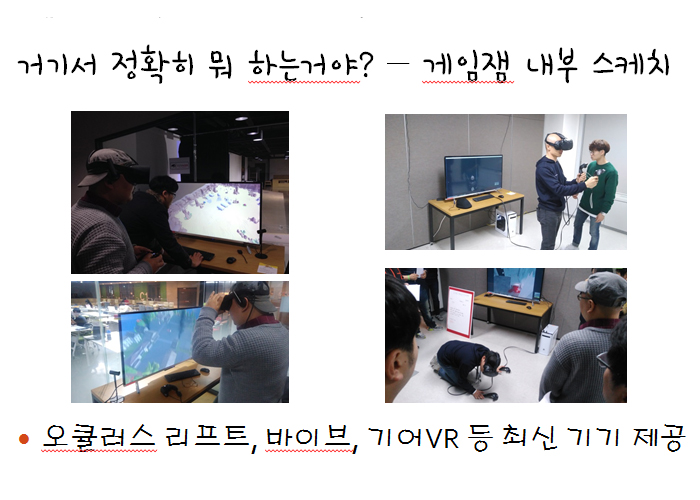 거기서 정확히 뭐 하는거야? – 게임잼 내부 스케치
• 오큘러스 리프트, 바이브, 기어VR 등 최신 기기 제공